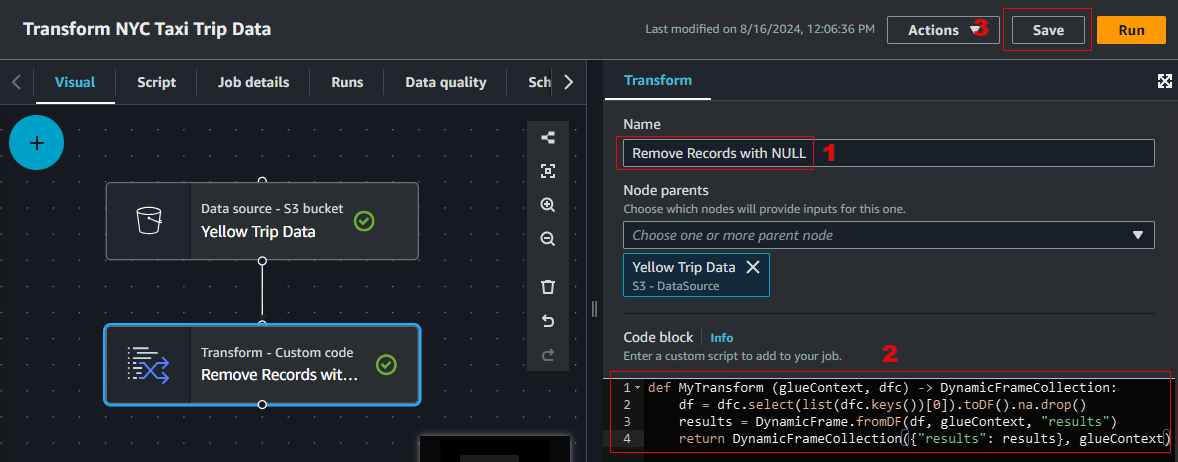 Transform NYC Taxi Trip Data
Last modified on 8/16/2024, 12:06:36 PM
Actions
3
Save
Run
Visual
Script
Job details
Runs
Data quality
Sch
Transform
Name
Remove Records with NULL
1
Node parents
Choose which nodes will provide inputs for this one.
Choose one or more parent node
Yellow Trip Data
S3 - DataSource
Code block
Info
Enter a custom script to add to your job.
2
1 def MyTransform (glueContext, dfc) -> DynamicFrameCollection:
2 df = dfc.select(list(dfc.keys())[0]).toDF().na.drop()
3 results = DynamicFrame.fromDF(df, glueContext, "results")
4 return DynamicFrameCollection({"results": results}, glueContext)
+
Data source - S3 bucket
Yellow Trip Data
Transform - Custom code
Remove Records wit...